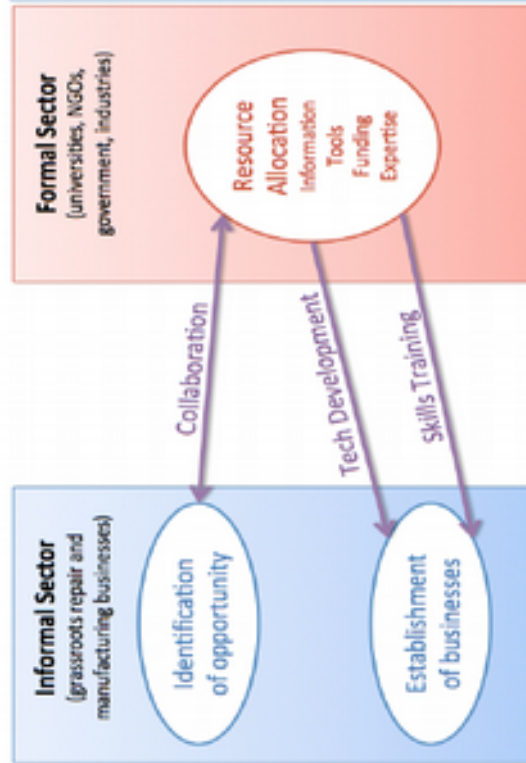 Informal Sector
(grassroots repair and
manufacturing businesses)
Identification
of opportunity
Establishment
of businesses
Collaboration
Tech Development
Skills Training
Formal Sector
(universities, NGOs,
government, industries)
Resource
Allocation
Information
Tools
Funding
Expertise